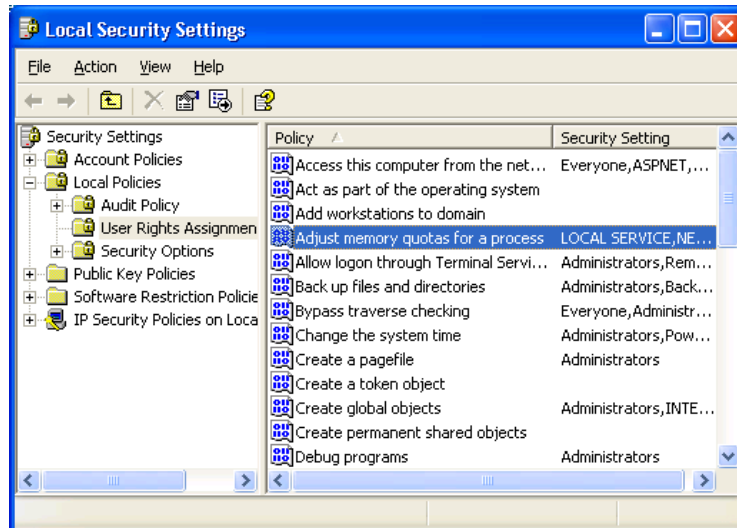 Local Security Settings
File Action View Help
Security Settings
Account Policies
Local Policies
Audit Policy
User Rights Assignmen
Security Options
Public Key Policies
Software Restriction Policie
IP Security Policies on Loca
Policy Security Setting
Access this computer from the net... Everyone,ASPNET,...
Act as part of the operating system
Add workstations to domain
Adjust memory quotas for a process LOCAL SERVICE,NE...
Allow logon through Terminal Servi... Administrators,Rem...
Back up files and directories Administrators,Back...
Bypass traverse checking Everyone,Administr...
Change the system time Administrators,Pow...
Create a pagefile Administrators
Create a token object
Create global objects Administrators,INTE...
Create permanent shared objects
Debug programs Administrators